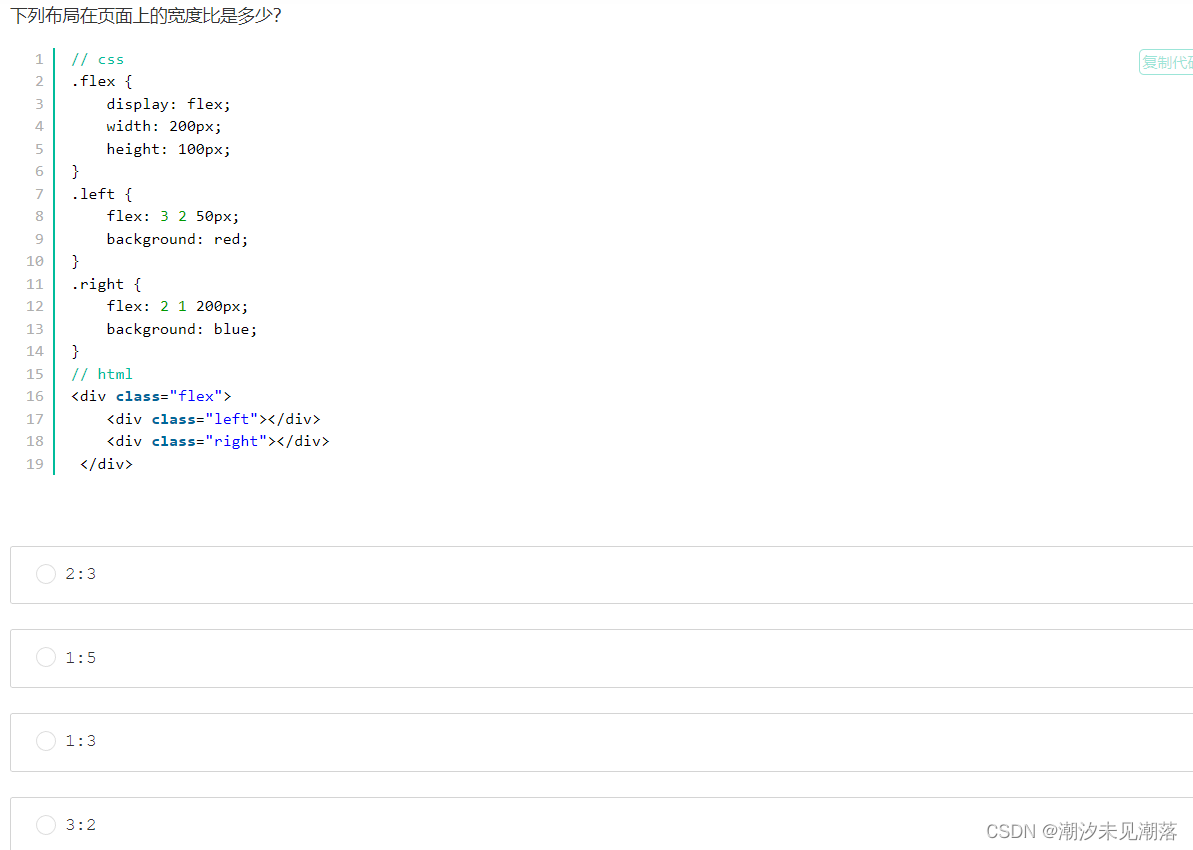 下列布局在页面上的宽度比是多少？
复制代码
1 // css
2 .flex {
3     display: flex;
4     width: 200px;
5     height: 100px;
6 }
7 .left {
8     flex: 3 2 50px;
9     background: red;
10 }
11 .right {
12     flex: 2 1 200px;
13     background: blue;
14 }
15 // html
16 <div class="flex">
17     <div class="left"></div>
18     <div class="right"></div>
19  </div>
2:3
1:5
1:3
3:2
CSDN @潮汐未见潮落